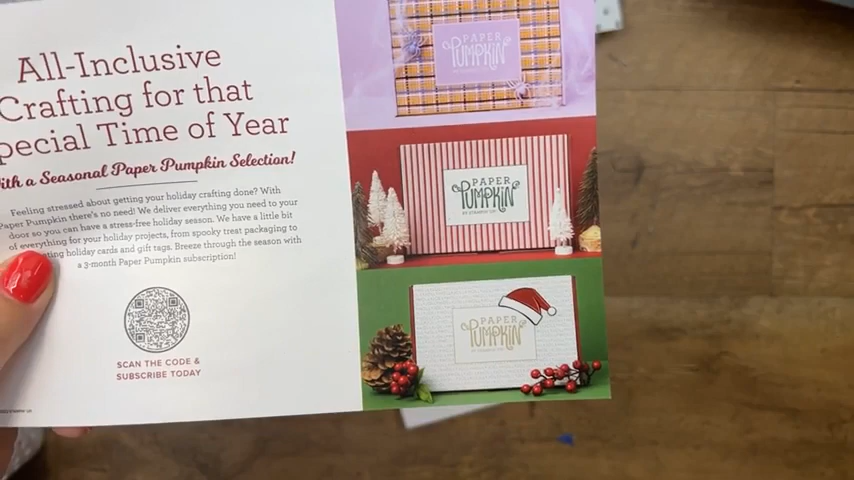 All-Inclusive
Crafting for that
pecial Time of Year
ith a Seasonal Paper Pumpkin Selection!
Feeling stressed about getting your holiday crafting done? With
Paper Pumpkin there's no need! We deliver everything you need to your
door so you can have a stress-free holiday season. We have a little bit
of everything for your holiday projects, from spooky treat packaging to
ting holiday cards and gift tags. Breeze through the season with
a 3-month Paper Pumpkin subscription!
SCAN THE CODE &
SUBSCRIBE TODAY
PAPER
PUMPKIN
PAPER
PUMPKIN
BY STAMPIN' UP!
PAPER
PUMPKIN